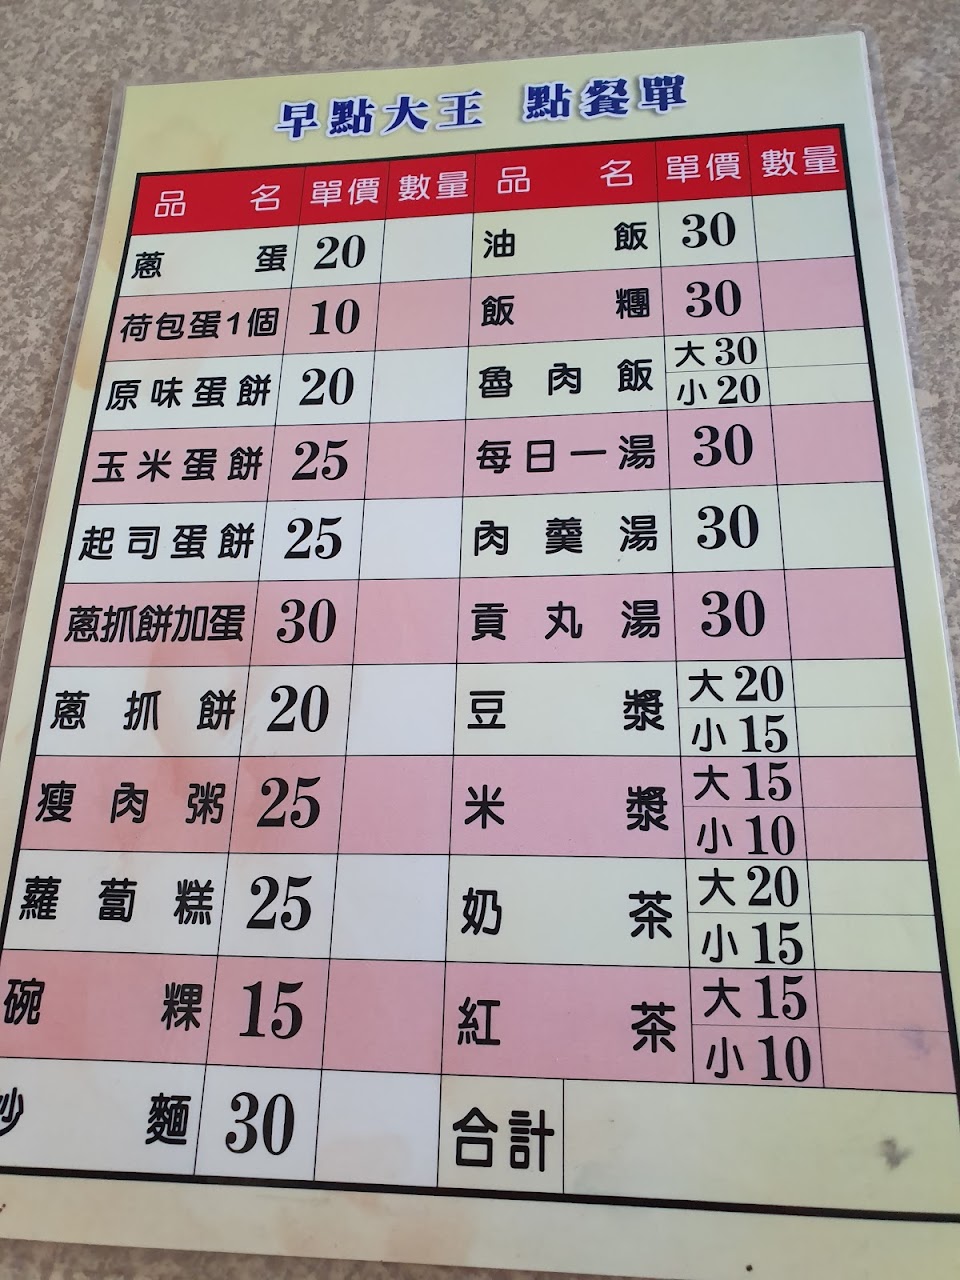 早點大王 點餐單
品名 單價 數量 品名 單價 數量
蔥蛋 20 油飯 30
荷包蛋1個 10 飯糰 30
原味蛋餅 20 魯肉飯 大30 小20
玉米蛋餅 25 每日一湯 30
起司蛋餅 25 肉羹湯 30
蔥抓餅加蛋 30 貢丸湯 30
蔥抓餅 20 豆漿 大20 小15
瘦肉粥 25 米漿 大15 小10
蘿蔔糕 25 奶茶 大20 小15
碗粿 15 紅茶 大15 小10
炒麵 30 合計